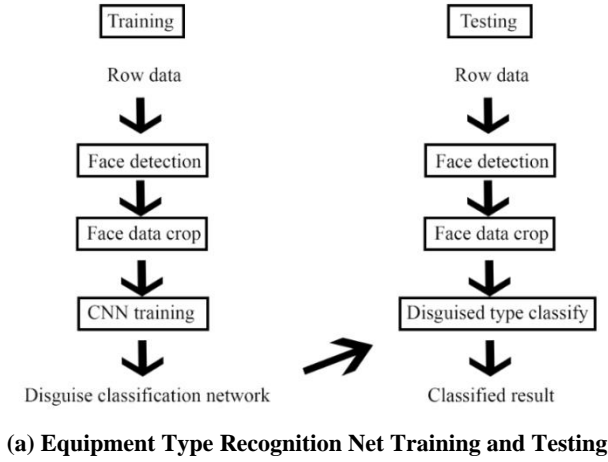 Training
Row data
Face detection
Face data crop
CNN training
Disguise classification network
Testing
Row data
Face detection
Face data crop
Disguised type classify
Classified result
(a) Equipment Type Recognition Net Training and Testing